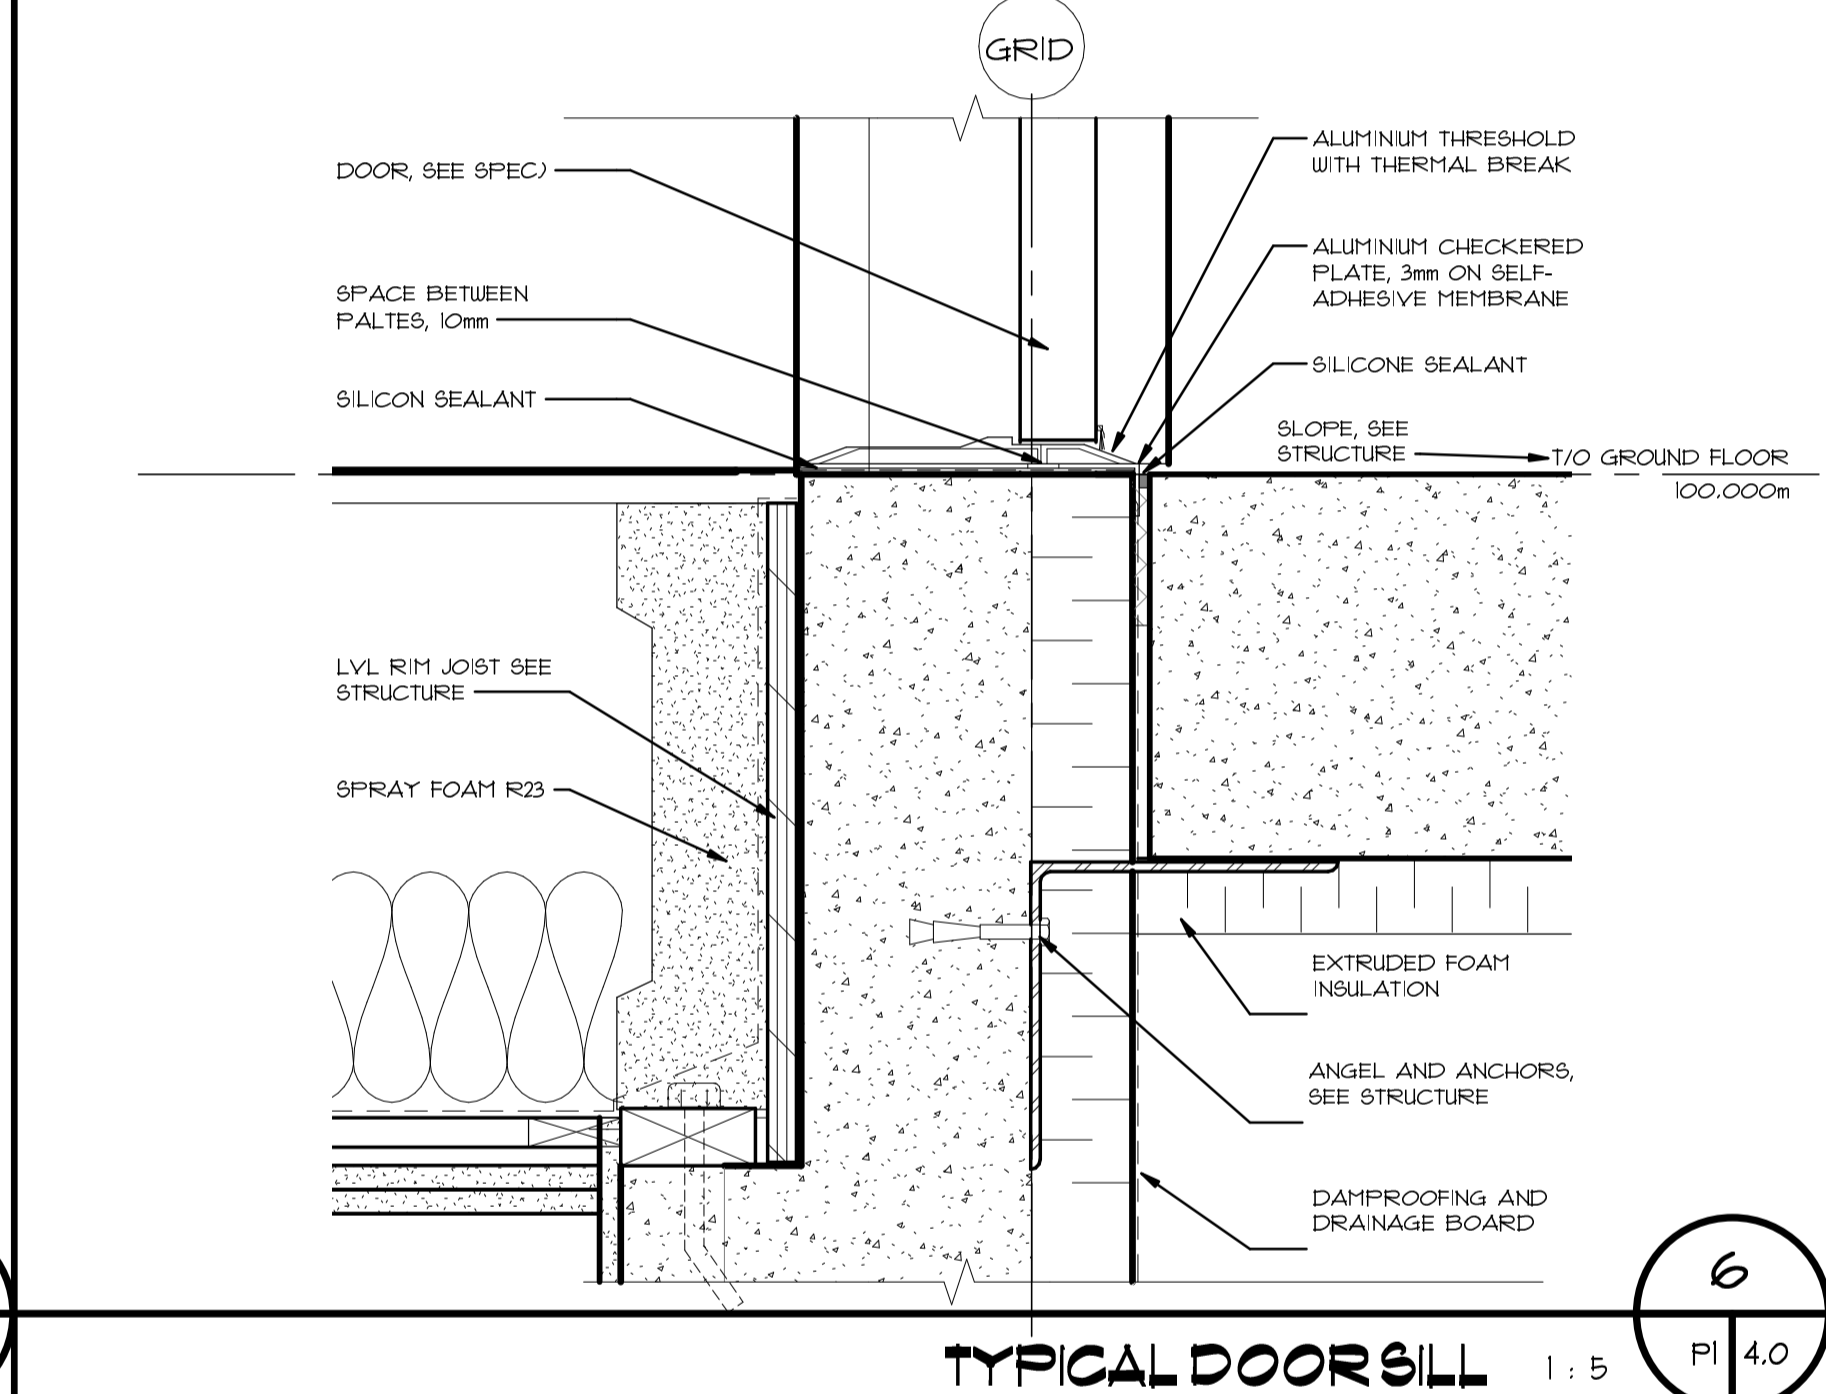 GRID
DOOR, SEE SPEC)
SPACE BETWEEN
PALTES, 10mm
SILICON SEALANT
LVL RIM JOIST SEE
STRUCTURE
SPRAY FOAM R23
ALUMINIUM THRESHOLD
WITH THERMAL BREAK
ALUMINIUM CHECKERED
PLATE, 3mm ON SELF-
ADHESIVE MEMBRANE
SILICONE SEALANT
SLOPE, SEE
STRUCTURE
T/O GROUND FLOOR
100.000m
EXTRUDED FOAM
INSULATION
ANGEL AND ANCHORS,
SEE STRUCTURE
DAMPROOFING AND
DRAINAGE BOARD
TYPICAL DOOR SILL 1 : 5
6
P1 4.0